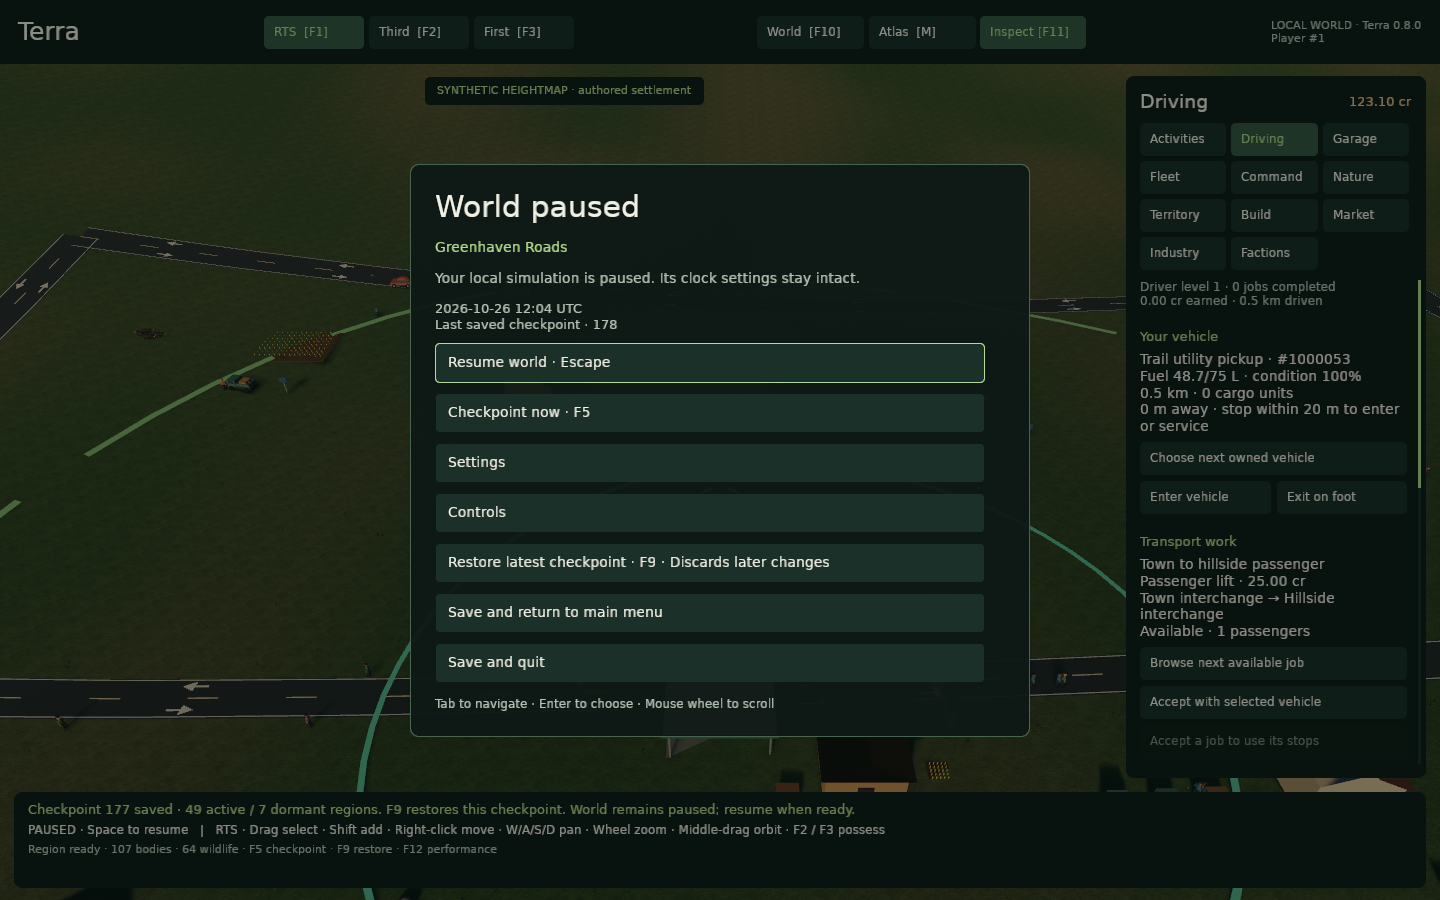 Terra
RTS [F1]
Third [F2]
First [F3]
World [F10]
Atlas [M]
Inspect [F11]
LOCAL WORLD · Terra 0.8.0
Player #1
SYNTHETIC HEIGHTMAP · authored settlement
World paused
Greenhaven Roads
Your local simulation is paused. Its clock settings stay intact.
2026-10-26 12:04 UTC
Last saved checkpoint · 178
Resume world · Escape
Checkpoint now · F5
Settings
Controls
Restore latest checkpoint · F9 · Discards later changes
Save and return to main menu
Save and quit
Tab to navigate · Enter to choose · Mouse wheel to scroll
Driving
123.10 cr
Activities
Driving
Garage
Fleet
Command
Nature
Territory
Build
Market
Industry
Factions
Driver level 1 · 0 jobs completed
0.00 cr earned · 0.5 km driven
Your vehicle
Trail utility pickup · #1000053
Fuel 48.7/75 L · condition 100%
0.5 km · 0 cargo units
0 m away · stop within 20 m to enter
or service
Choose next owned vehicle
Enter vehicle
Exit on foot
Transport work
Town to hillside passenger
Passenger lift · 25.00 cr
Town interchange → Hillside
interchange
Available · 1 passengers
Browse next available job
Accept with selected vehicle
Accept a job to use its stops
Checkpoint 177 saved · 49 active / 7 dormant regions. F9 restores this checkpoint. World remains paused; resume when ready.
PAUSED · Space to resume | RTS · Drag select · Shift add · Right-click move · W/A/S/D pan · Wheel zoom · Middle-drag orbit · F2 / F3 possess
Region ready · 107 bodies · 64 wildlife · F5 checkpoint · F9 restore · F12 performance